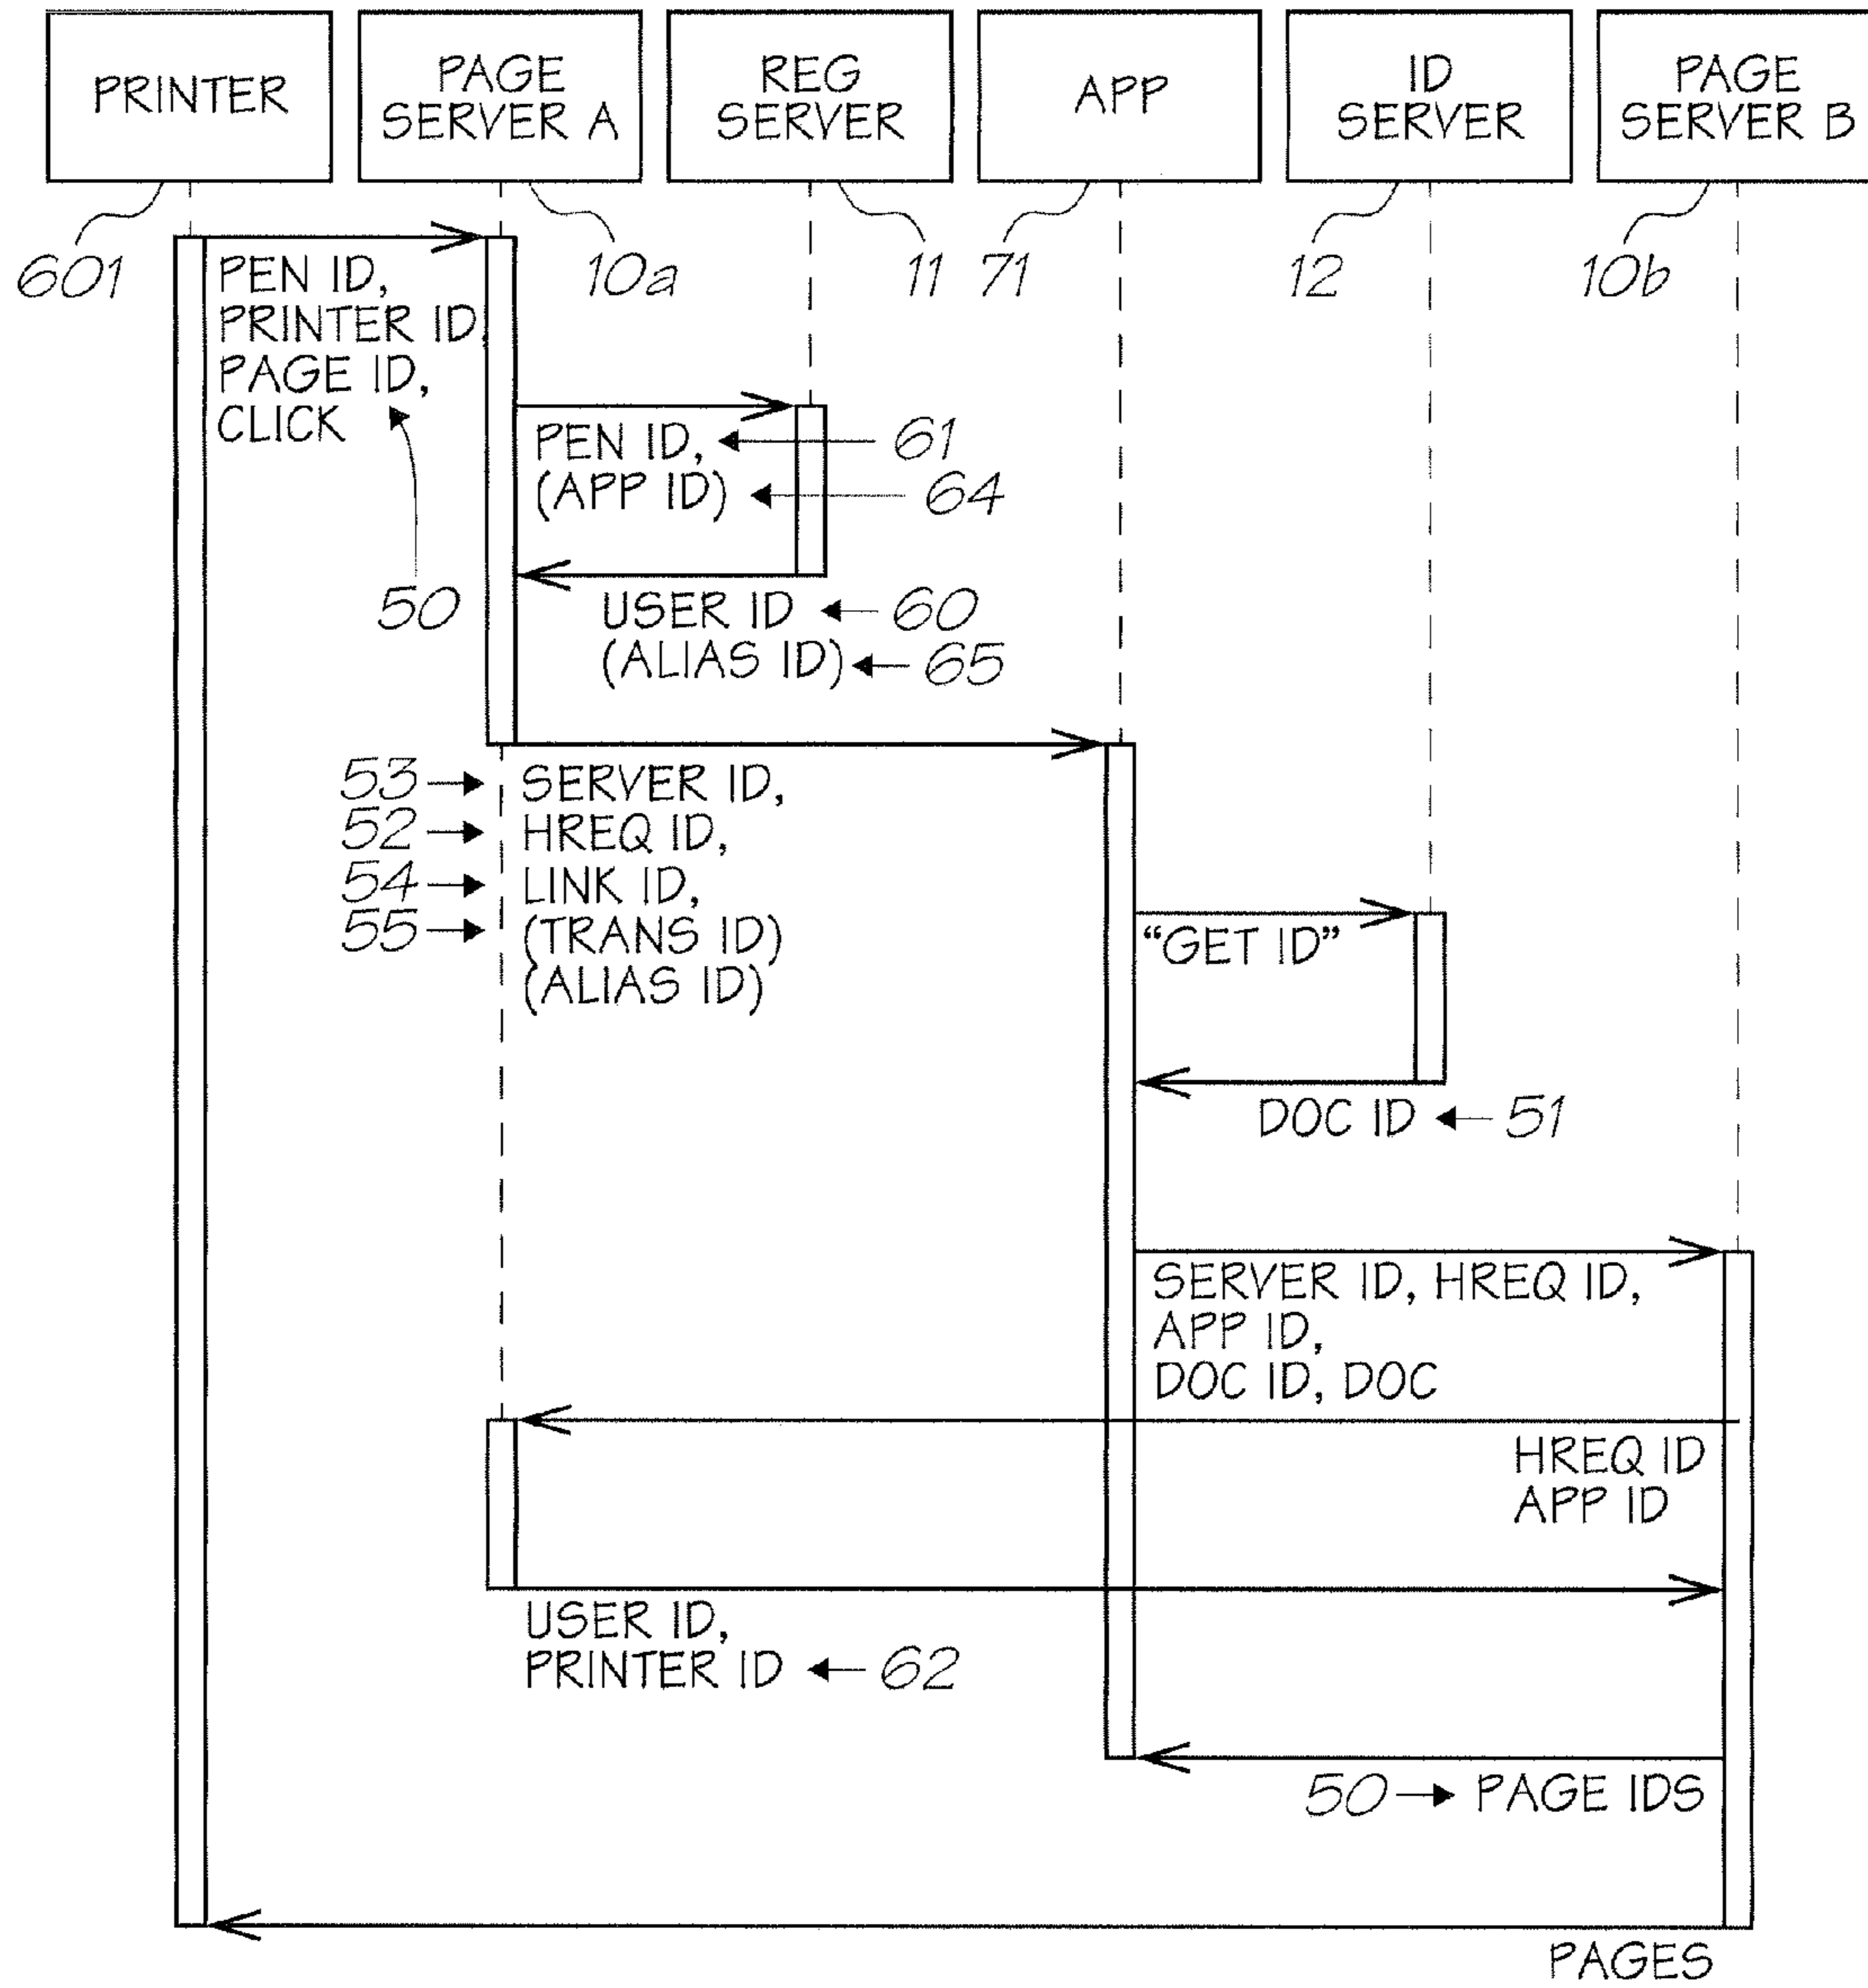 PRINTER
PAGE
SERVER A
REG
SERVER
APP
ID
SERVER
PAGE
SERVER B
601
10a
11
71
12
10b
PEN ID,
PRINTER ID
PAGE ID,
CLICK
50
PEN ID,
61
(APP ID)
64
USER ID
60
(ALIAS ID)
65
53
SERVER ID,
52
HREQ ID,
54
LINK ID,
55
(TRANS ID)
(ALIAS ID)
“GET ID”
DOC ID
51
SERVER ID, HREQ ID,
APP ID,
DOC ID, DOC
HREQ ID
APP ID
USER ID,
PRINTER ID
62
50
PAGE IDS
PAGES